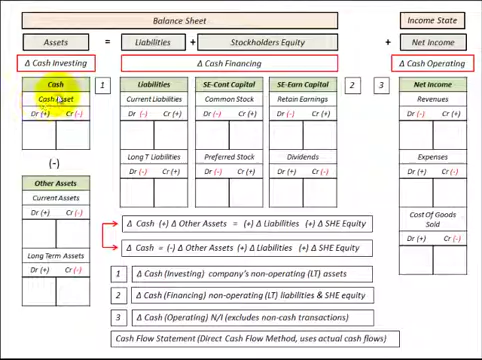 Balance Sheet
Income State
Assets = Liabilities + Stockholders Equity + Net Income
Δ Cash Investing
Δ Cash Financing
Δ Cash Operating
Cash
1
Liabilities
SE-Cont Capital
SE-Earn Capital
2
3
Net Income
Cash Asset
Current Liabilities
Common Stock
Retain Earnings
Revenues
Dr (+) Cr (-)
Dr (-) Cr (+)
Dr (-) Cr (+)
Dr (-) Cr (+)
Dr (-) Cr (+)
(-)
Long T Liabilities
Preferred Stock
Dividends
Expenses
Dr (-) Cr (+)
Dr (-) Cr (+)
Dr (+) Cr (-)
Dr (+) Cr (-)
Other Assets
Current Assets
Dr (+) Cr (-)
Cost Of Goods
Sold
Dr (+) Cr (-)
Long Term Assets
Dr (+) Cr (-)
Δ Cash (+) Δ Other Assets = (+) Δ Liabilities (+) Δ SHE Equity
Δ Cash = (-) Δ Other Assets (+) Δ Liabilities (+) Δ SHE Equity
1 Δ Cash (Investing) company's non-operating (LT) assets
2 Δ Cash (Financing) non-operating (LT) liabilities & SHE equity
3 Δ Cash (Operating) N/I (excludes non-cash transactions)
Cash Flow Statement (Direct Cash Flow Method, uses actual cash flows)